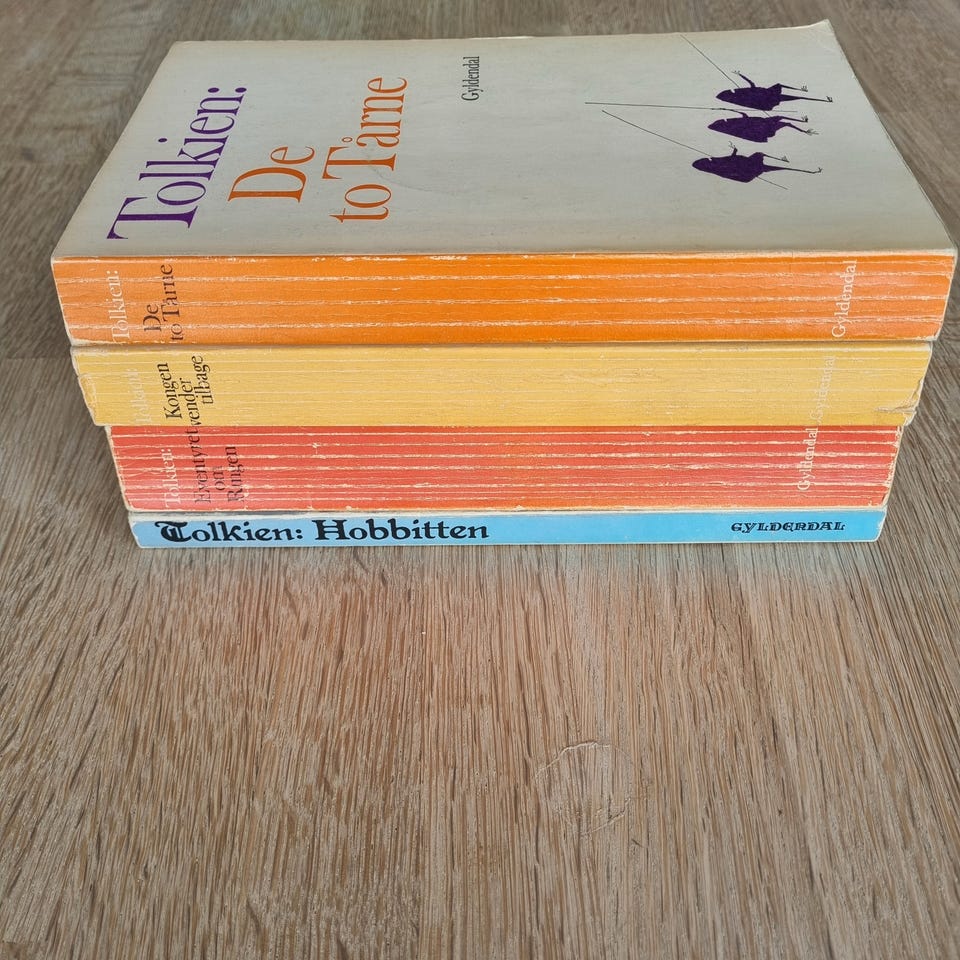 Tolkien:
De
to Tårne
Gyldendal
Tolkien:
De
to Tårne
Gyldendal
Tolkien:
Kongen
vender
tilbage
Gyldendal
Tolkien:
Eventyret
om
Ringen
Gyldendal
Tolkien: Hobbitten
GYLDENDAL